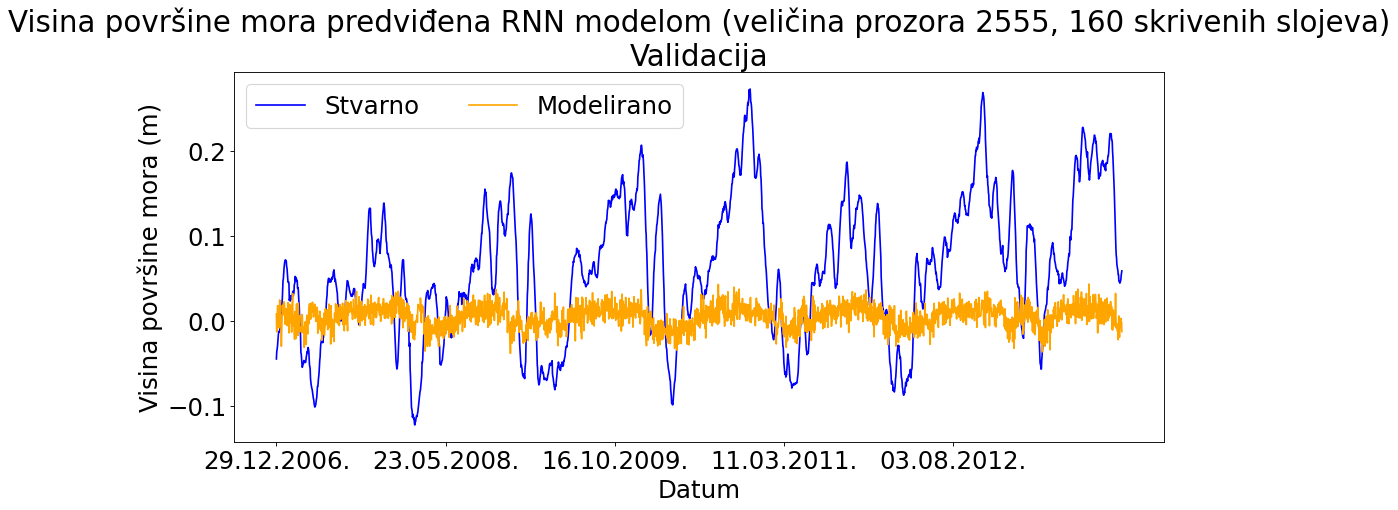 Visina površine mora predviđena RNN modelom (veličina prozora 2555, 160 skrivenih slojeva)
Validacija
Stvarno
Modelirano
Visina površine mora (m)
0.2
0.1
0.0
−0.1
29.12.2006.
23.05.2008.
16.10.2009.
11.03.2011.
03.08.2012.
Datum